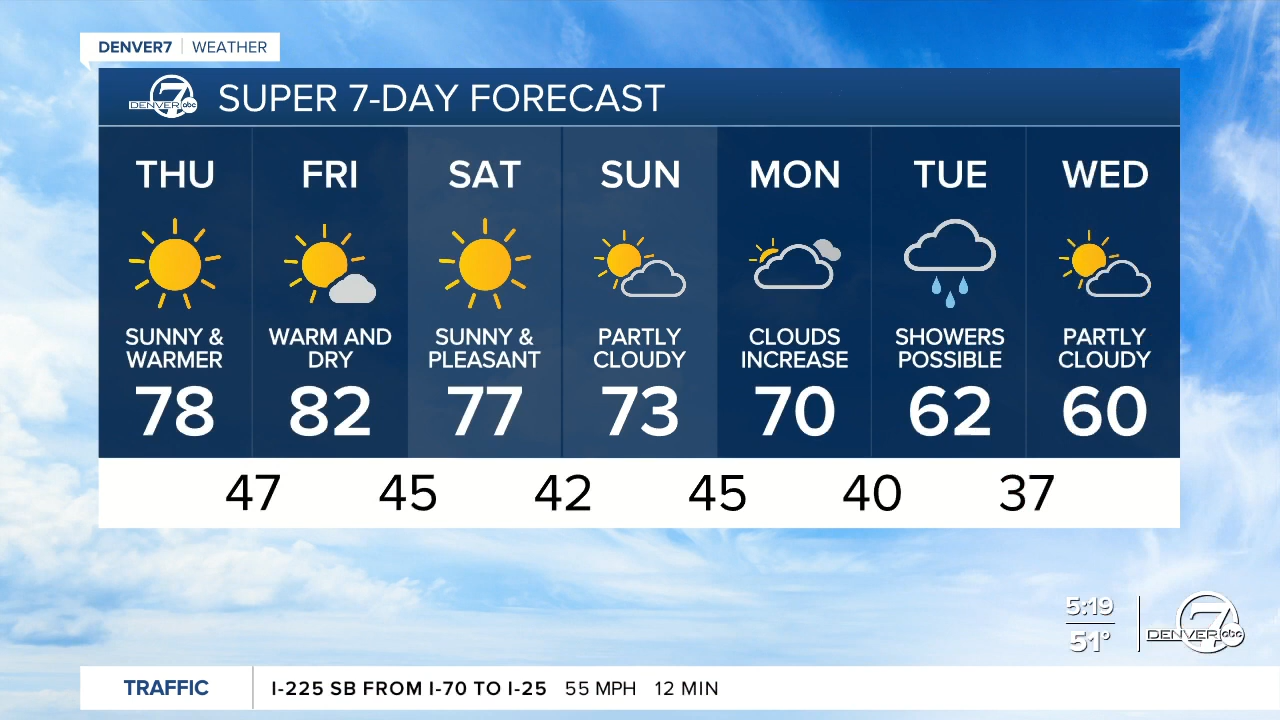 DENVER7 | WEATHER
7
DENVER abc
SUPER 7-DAY FORECAST
THU FRI SAT SUN MON TUE WED
SUNNY & WARMER
WARM AND DRY
SUNNY & PLEASANT
PARTLY CLOUDY
CLOUDS INCREASE
SHOWERS POSSIBLE
PARTLY CLOUDY
78 82 77 73 70 62 60
47 45 42 45 40 37
5:19
51°
7
DENVER abc
TRAFFIC I-225 SB FROM I-70 TO I-25 55 MPH 12 MIN